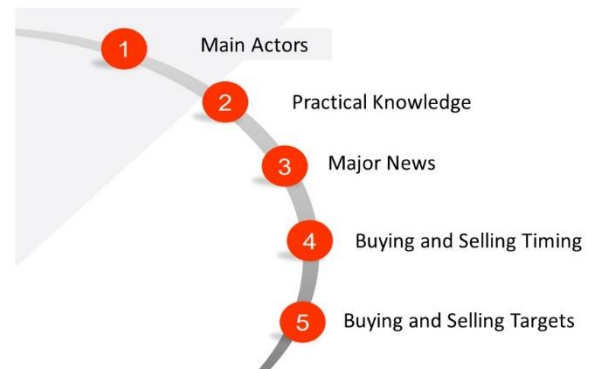 1 Main Actors
2 Practical Knowledge
3 Major News
4 Buying and Selling Timing
5 Buying and Selling Targets